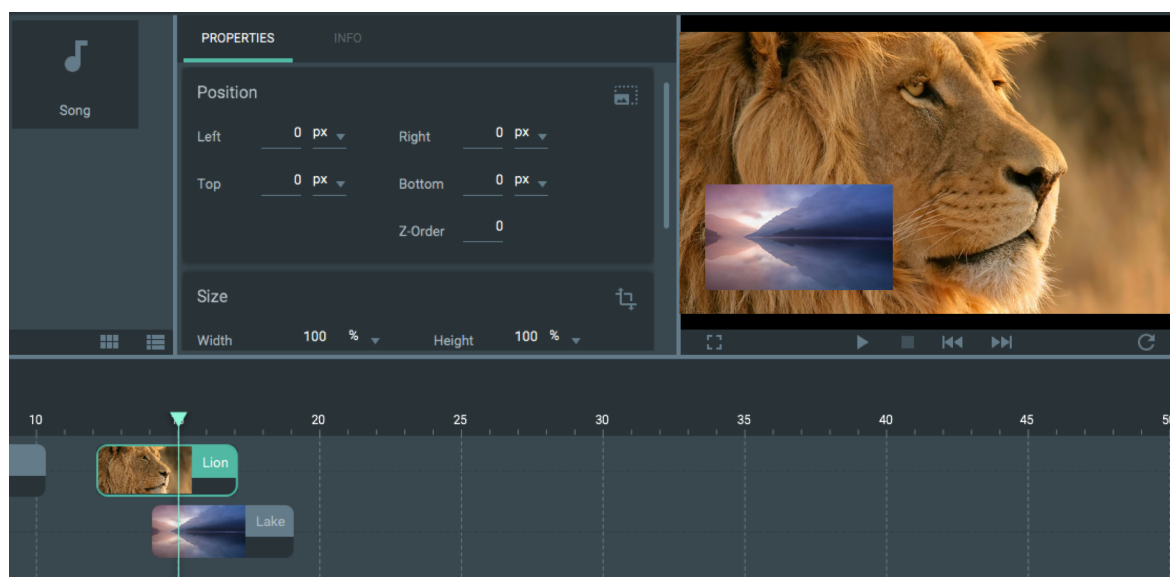 PROPERTIES INFO
Song
Position
Left 0 px Right 0 px
Top 0 px Bottom 0 px
Z-Order 0
Size
Width 100 % Height 100 %
10 20 25 30 35 40 45
Lion
Lake